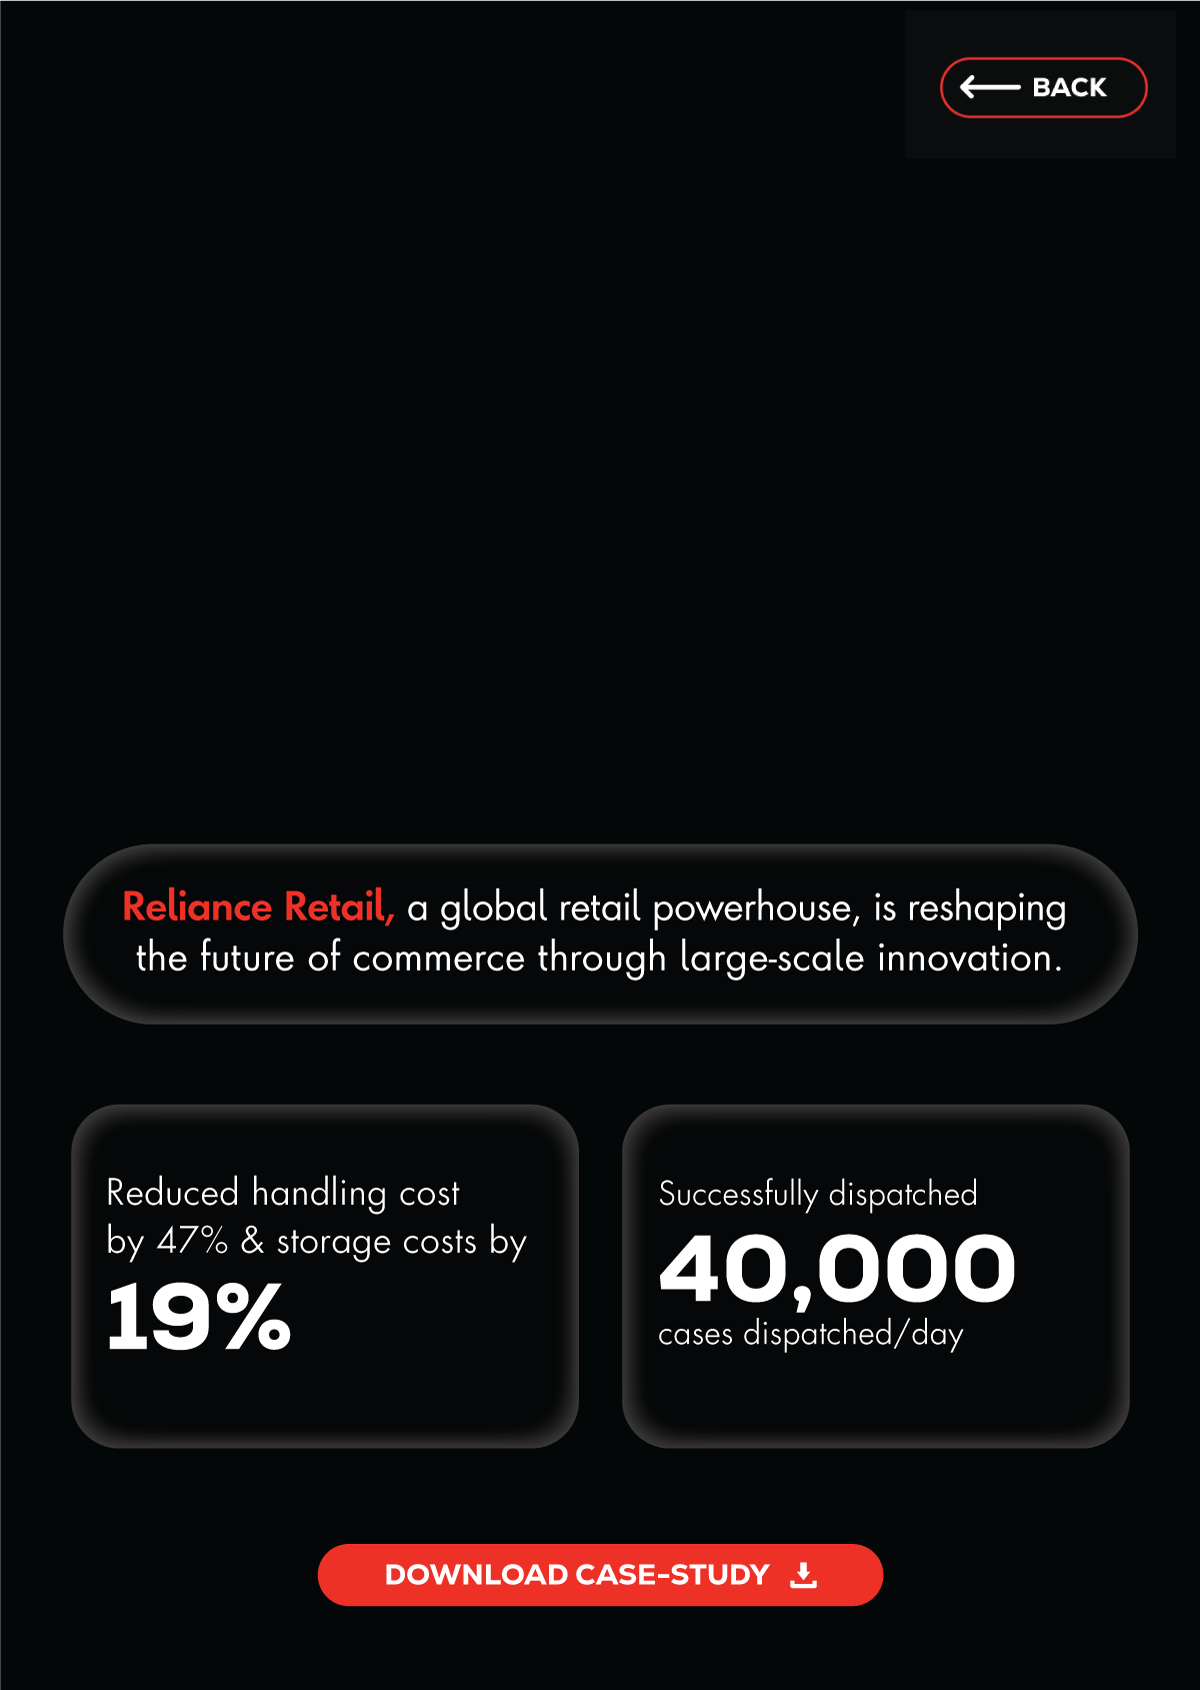 BACK
Reliance Retail, a global retail powerhouse, is reshaping
the future of commerce through large-scale innovation.
Reduced handling cost
by 47% & storage costs by
19%
Successfully dispatched
40,000
cases dispatched/day
DOWNLOAD CASE-STUDY